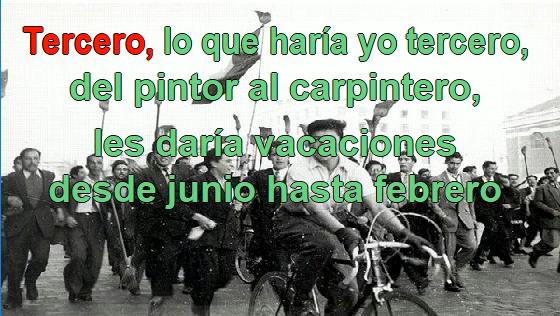 Tercero, lo que haría yo tercero,
del pintor al carpintero,
les daría vacaciones
desde junio hasta febrero